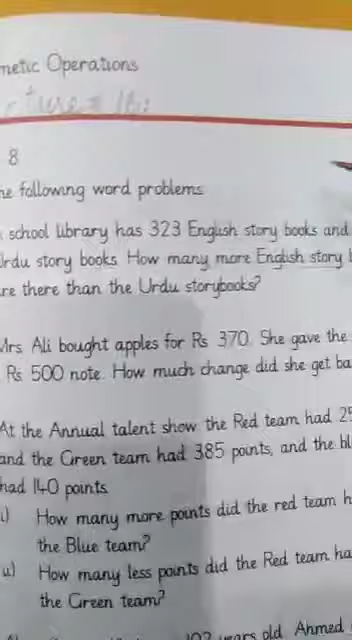 metic Operations
8
he following word problems.
school library has 323 English story books and
Urdu story books. How many more English story
are there than the Urdu storybooks?
Mrs. Ali bought apples for Rs. 370. She gave the
Rs. 500 note. How much change did she get ba
At the Annual talent show the Red team had 25
and the Green team had 385 points, and the bl
had 140 points.
i) How many more points did the red team h
the Blue team?
ii) How many less points did the Red team ha
the Green team?
years old. Ahmed